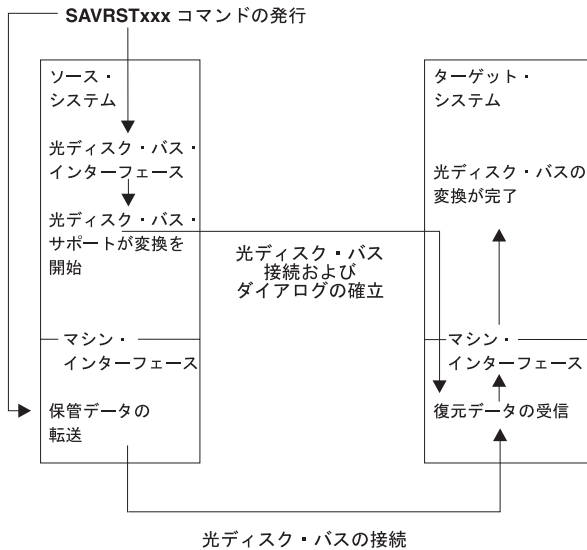 SAVRSTxxx コマンドの発行
ソース・
システム
光ディスク・バス・
インターフェース
光ディスク・バス・
サポートが変換を
開始
マシン・
インターフェース
保管データの
転送
光ディスク・バス
接続および
ダイアログの確立
ターゲット・
システム
光ディスク・バスの
変換が完了
マシン・
インターフェース
復元データの受信
光ディスク・バスの接続